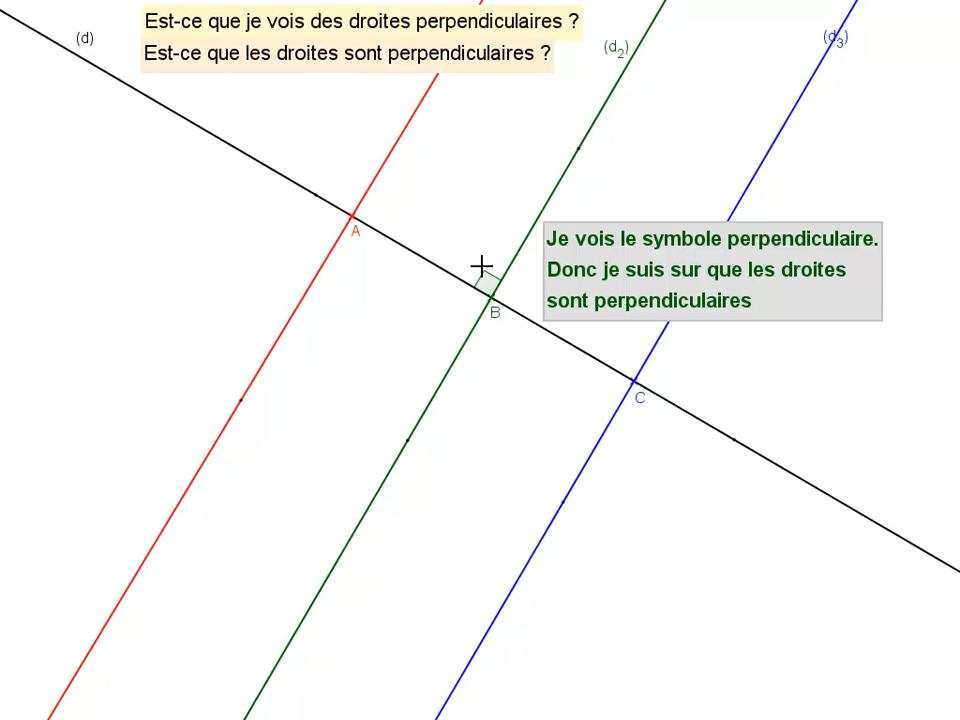 Est-ce que je vois des droites perpendiculaires ?
(d)
Est-ce que les droites sont perpendiculaires ?
(d₂)
(d₃)
A
Je vois le symbole perpendiculaire.
Donc je suis sur que les droites
sont perpendiculaires
B
C